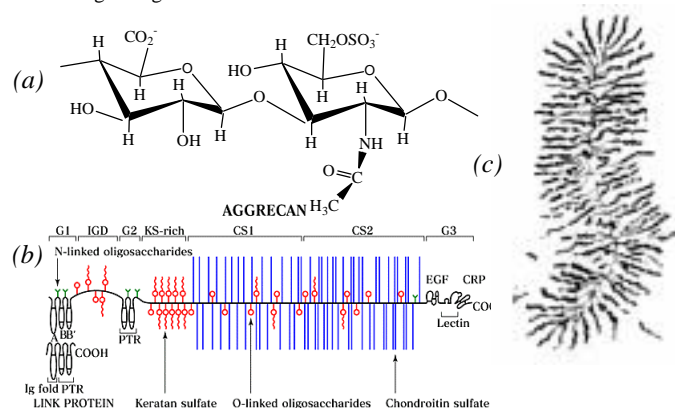 (a)
CO2-
H
O
H
HO
H
H
OH
H
O
CH2OSO3-
H
O
HO
H
H
O
H
NH
O
C
H3C
(c)
AGGRECAN
G1 IGD G2 KS-rich CS1 CS2 G3
(b)
N-linked oligosaccharides
EGF CRP
COO
Lectin
A BB'
PTR
COOH
Ig fold PTR
LINK PROTEIN Keratan sulfate O-linked oligosaccharides Chondroitin sulfate